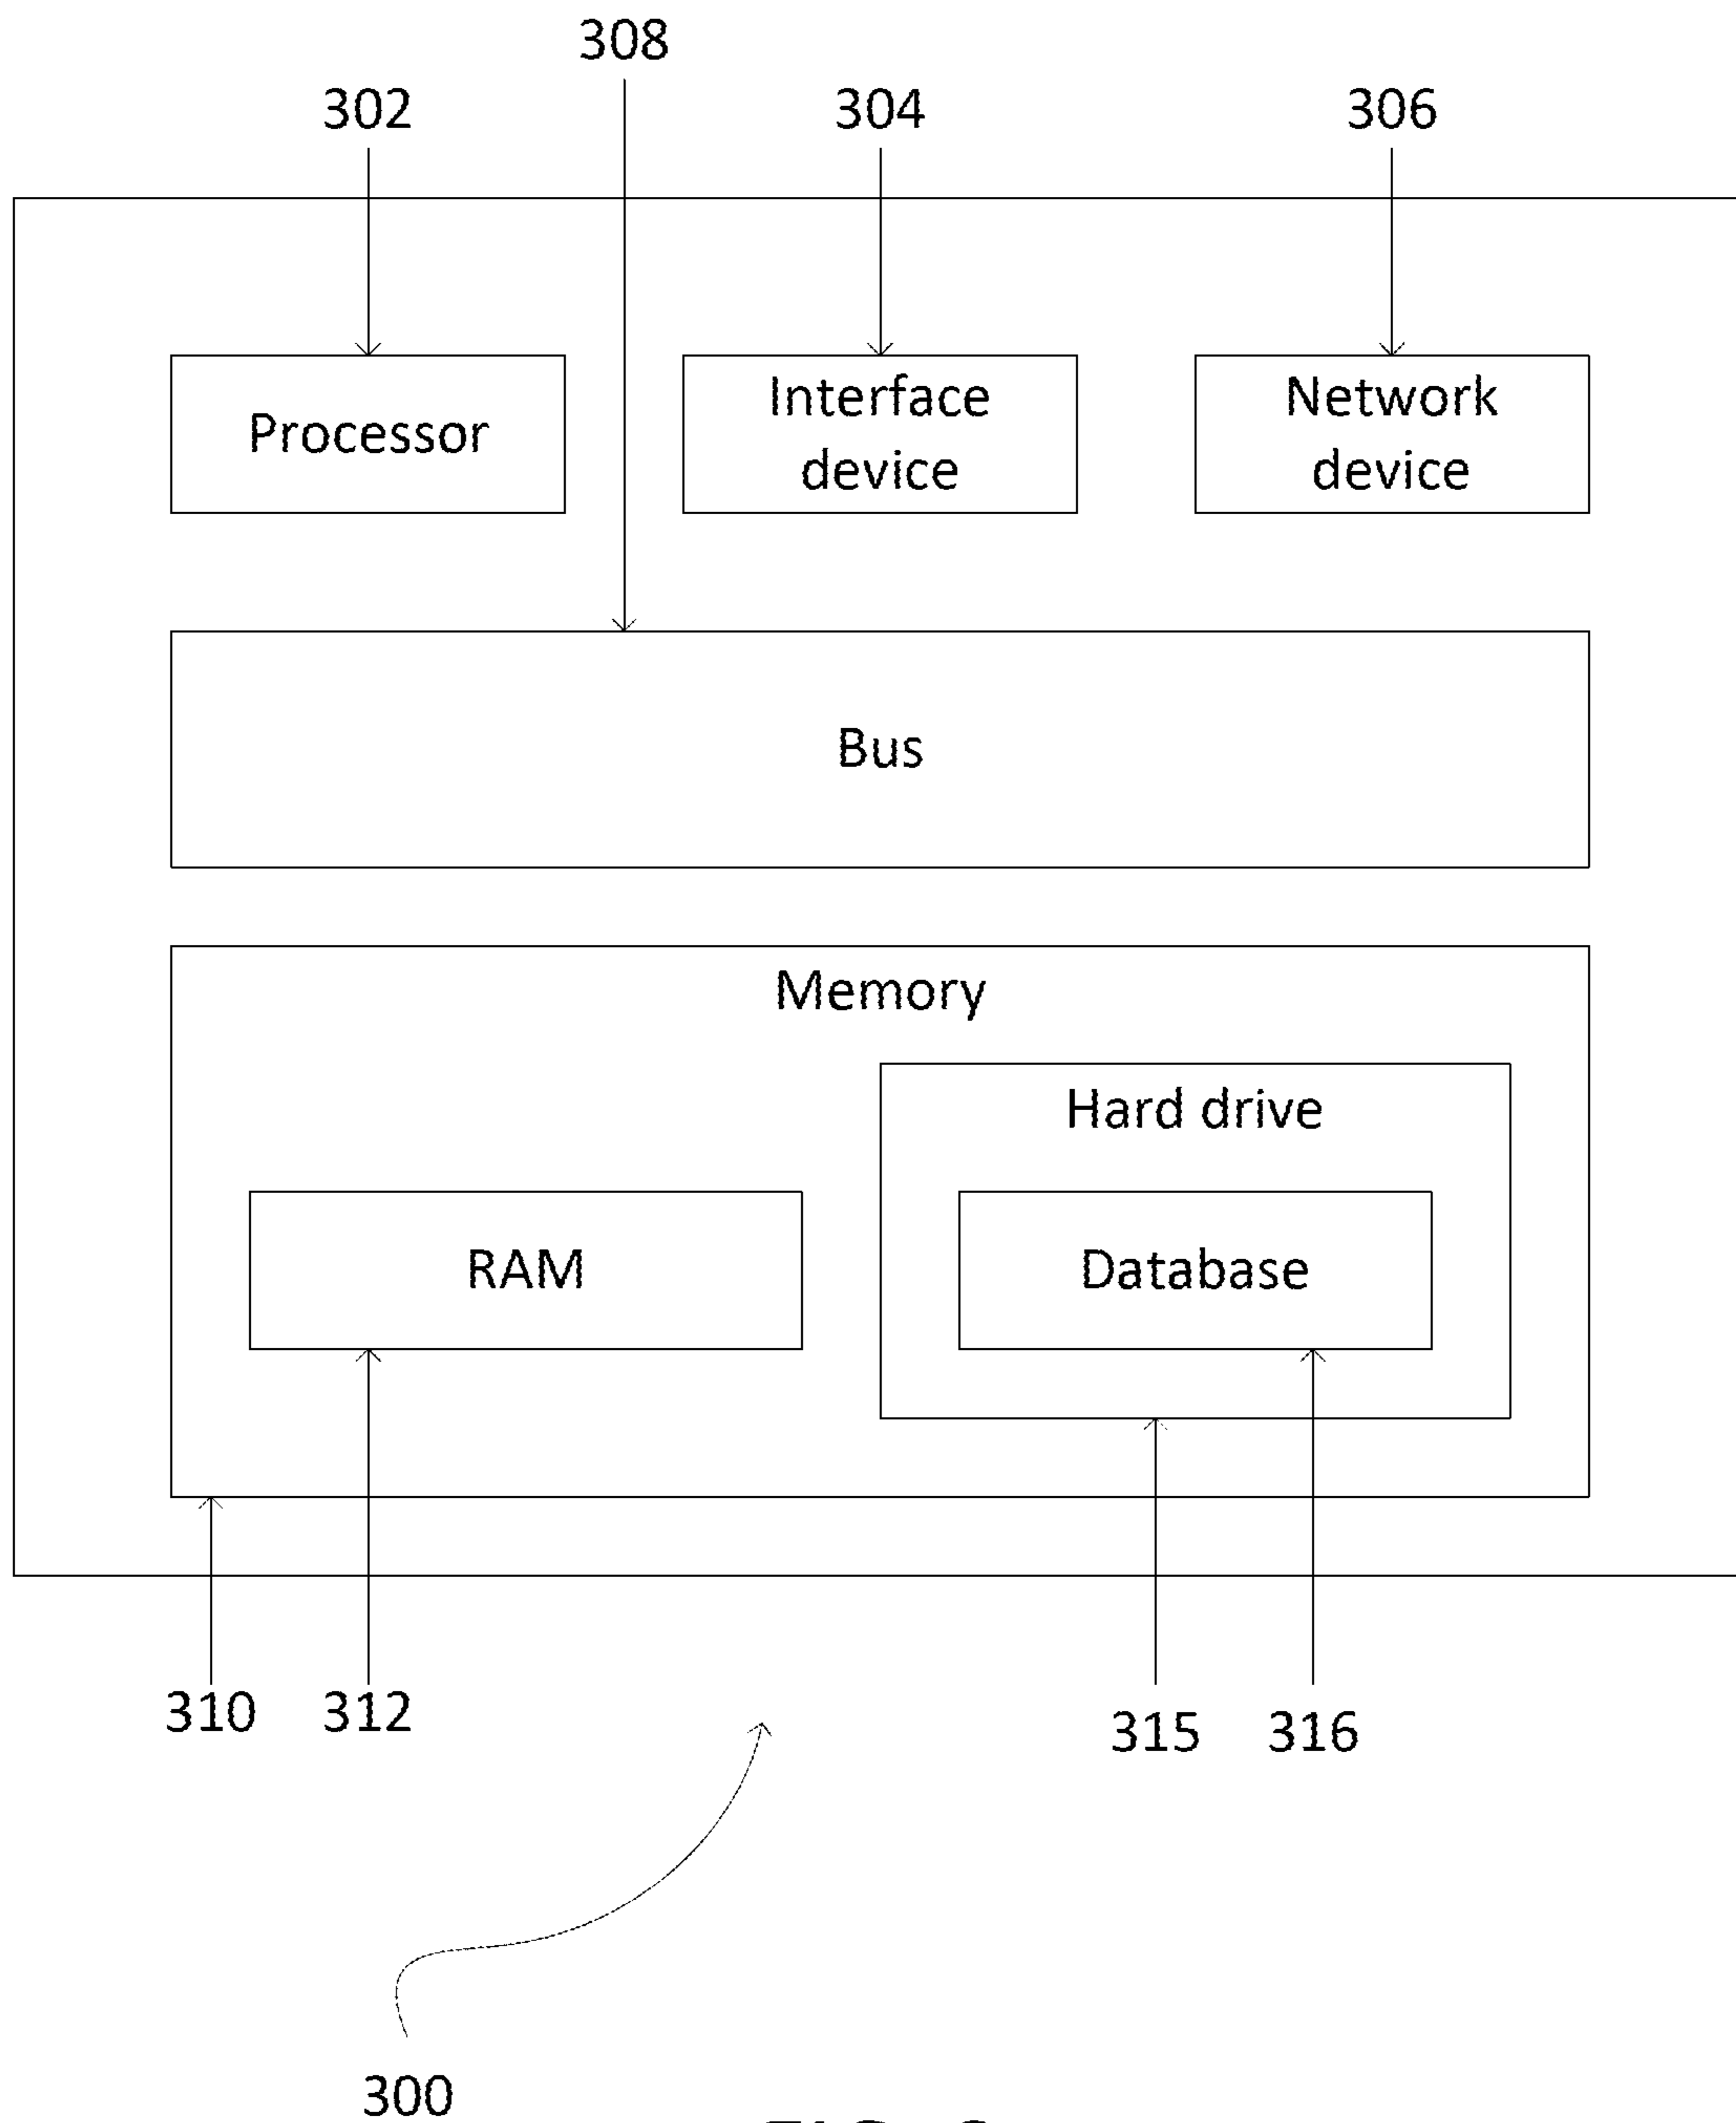 308
302
304
306
Processor
Interface
device
Network
device
Bus
Memory
Hard drive
RAM
Database
310
312
315
316
300